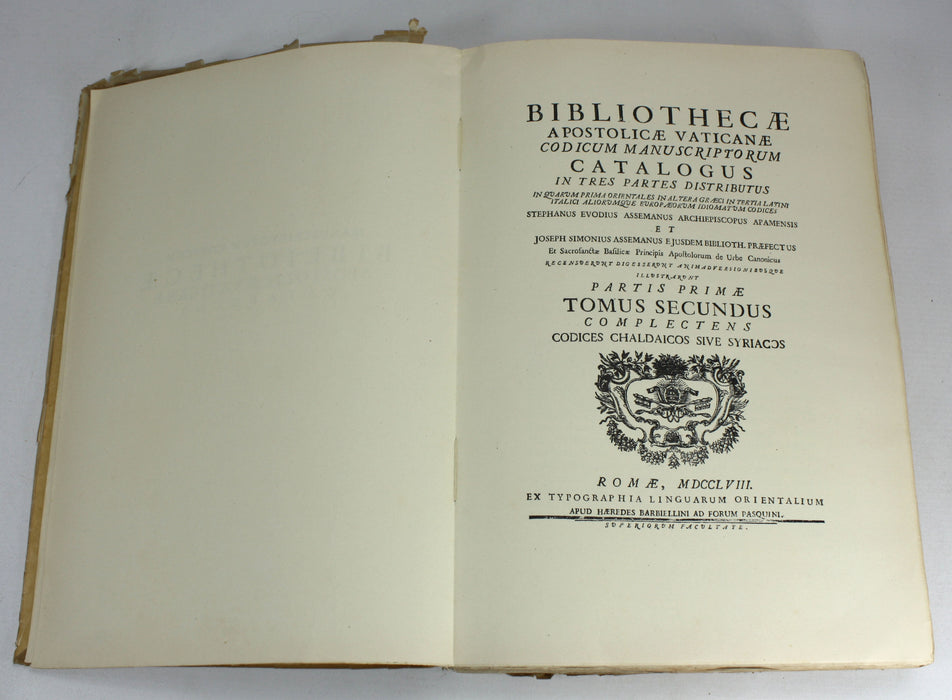 BIBLIOTHECÆ
APOSTOLICÆ VATICANÆ
CODICUM MANUSCRIPTORUM
CATALOGUS
IN TRES PARTES DISTRIBUTUS
IN QUARUM PRIMA ORIENTALES IN ALTERA GRÆCI IN TERTIA LATINI
ITALICI ALIORUMQUE EUROPÆORUM IDIOMATUM CODICES
STEPHANUS EVODIUS ASSEMANUS ARCHIEPISCOPUS APAMENSIS
ET
JOSEPH SIMONIUS ASSEMANUS EJUSDEM BIBLIOTH. PRÆFECTUS
Et Sacrosanctæ Basilicæ Principis Apostolorum de Urbe Canonicus
RECENSUERUNT DIGESSERUNT ANIMADVERSIONIBUSQUE
ILLUSTRARUNT
PARTIS PRIMÆ
TOMUS SECUNDUS
COMPLECTENS
CODICES CHALDAICOS SIVE SYRIACOS
ROMÆ, MDCCLVIII.
EX TYPOGRAPHIA LINGUARUM ORIENTALIUM
APUD HÆREDES BARBIELLINI AD FORUM PASQUINI.
SUPERIORUM FACULTATE.